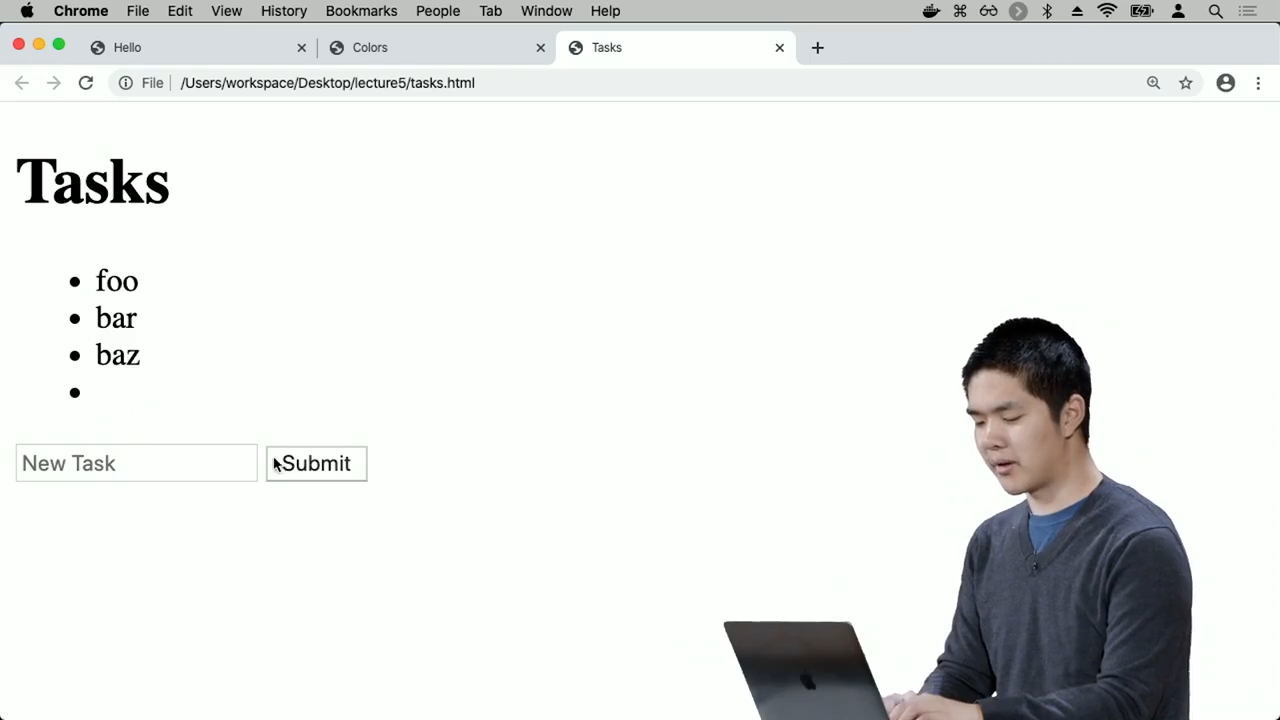 Chrome File Edit View History Bookmarks People Tab Window Help
Hello Colors Tasks
File /Users/workspace/Desktop/lecture5/tasks.html
Tasks
foo
bar
baz
New Task Submit